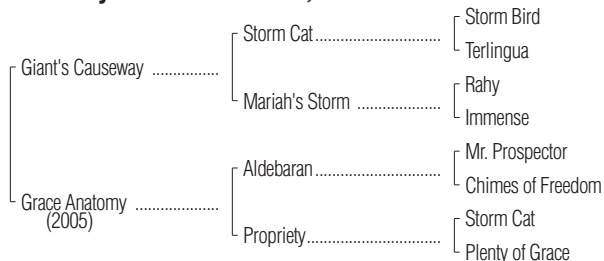 Storm Bird
Storm Cat....................
Terlingua
Giant's Causeway ................
Rahy
Mariah's Storm ....................
Immense
Mr. Prospector
Aldebaran....................
Chimes of Freedom
Grace Anatomy ....................
(2005)
Storm Cat
Propriety....................
Plenty of Grace